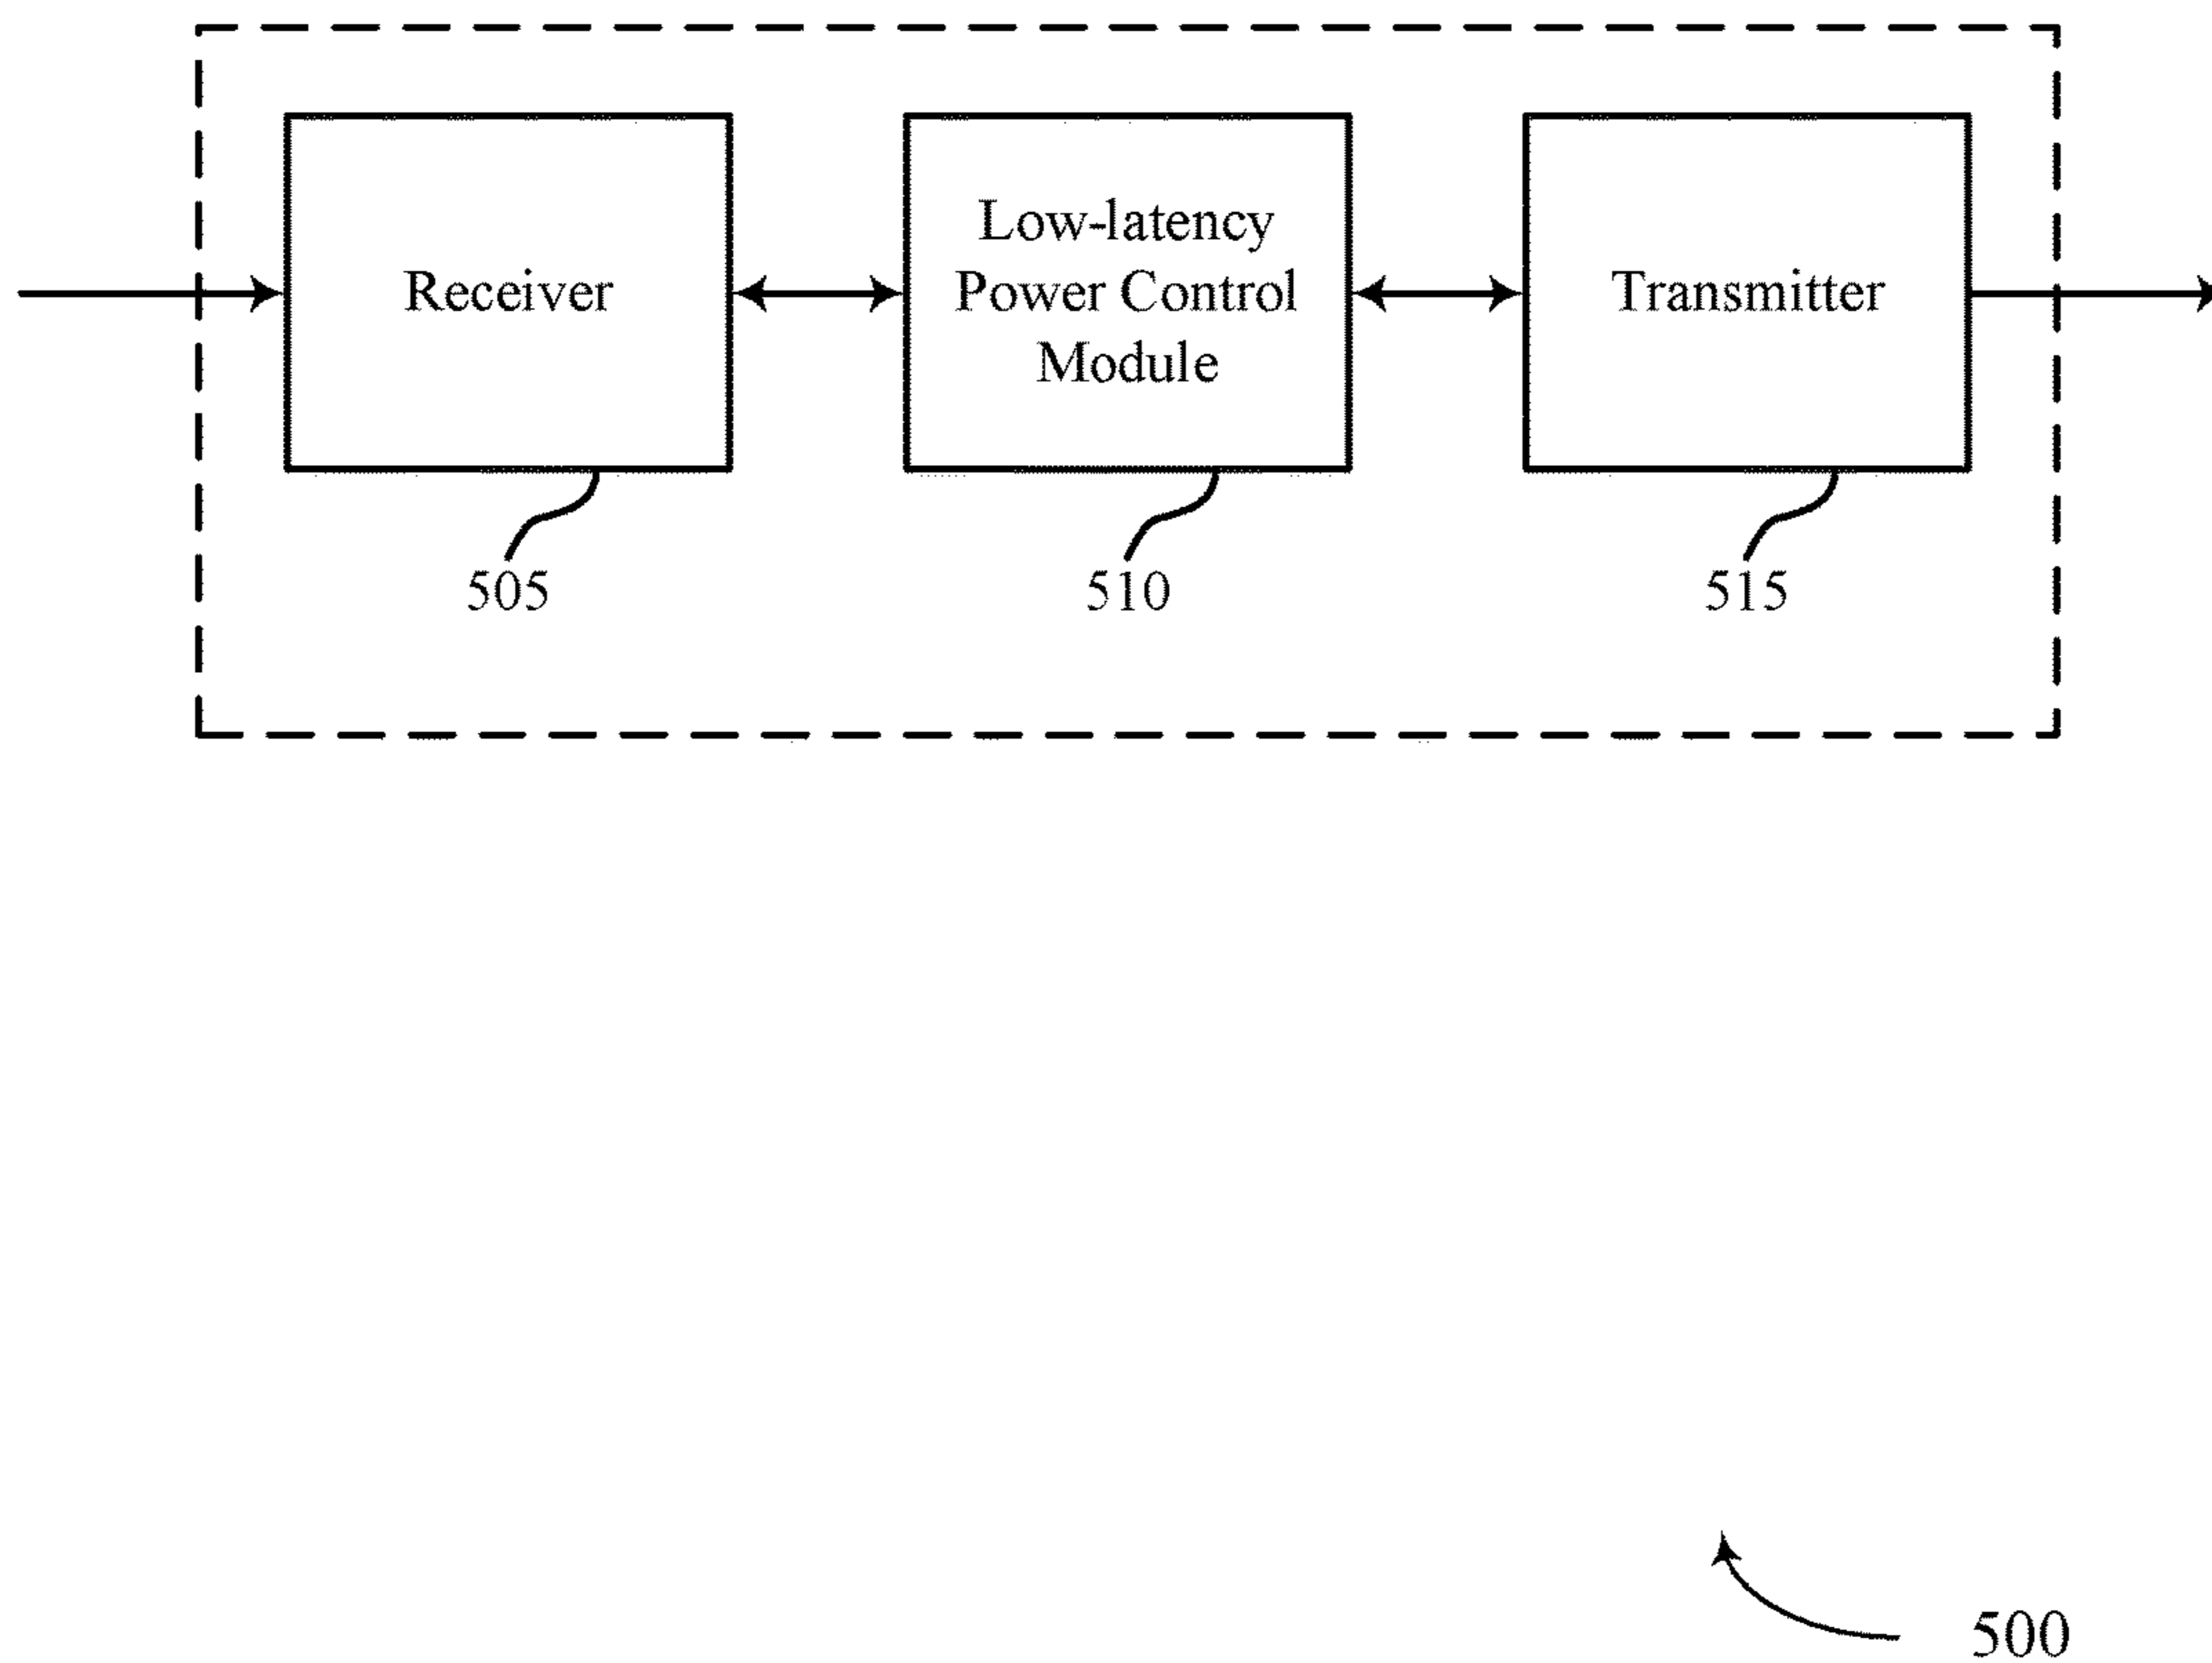 Receiver
Low-latency
Power Control
Module
Transmitter
505
510
515
500